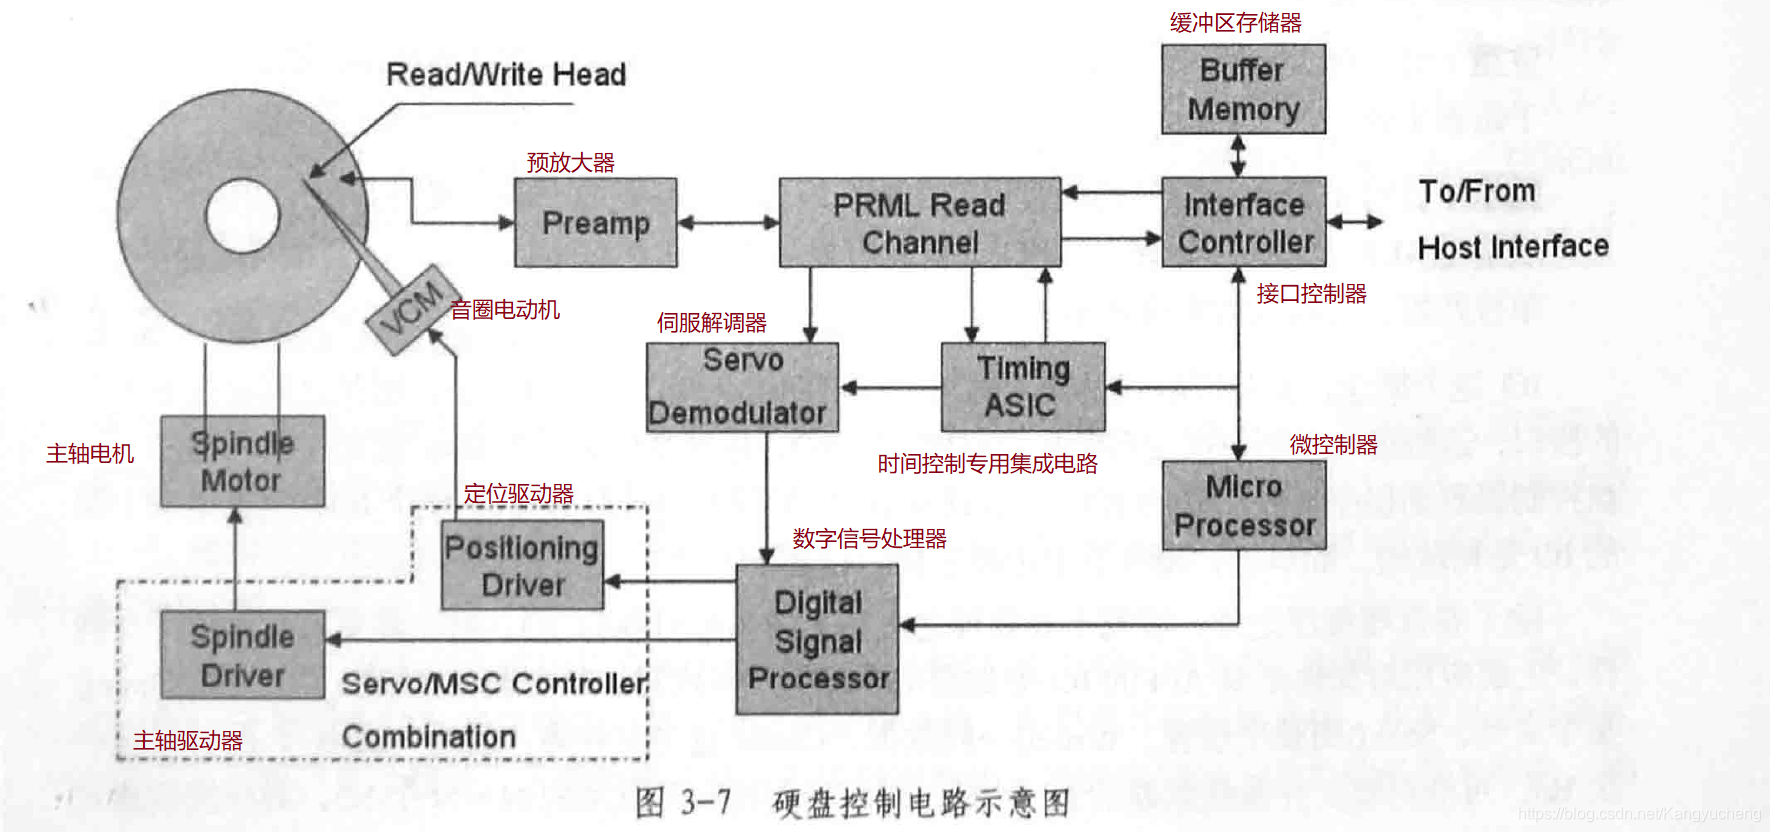 缓冲区存储器
Read/Write Head
Buffer
Memory
预放大器
Preamp
PRML Read
Channel
Interface
Controller
To/From
Host Interface
接口控制器
VCM
音圈电动机
伺服解调器
Servo
Demodulator
Timing
ASIC
时间控制专用集成电路
微控制器
Micro
Processor
主轴电机
Spindle
Motor
定位驱动器
Positioning
Driver
数字信号处理器
Digital
Signal
Processor
Spindle
Driver
Servo/MSC Controller
Combination
主轴驱动器
图 3-7 硬盘控制电路示意图
https://blog.csdn.net/Kangyucheng